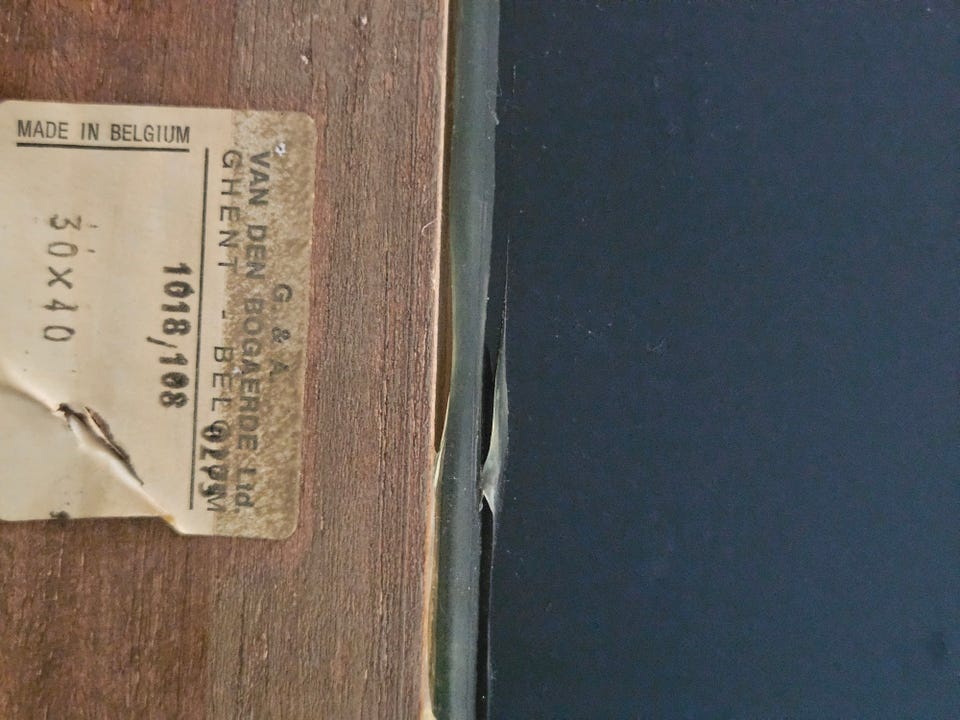 MADE IN BELGIUM
G. & A.
VAN DEN BOGAERDE Ltd.
GHENT - BELGIUM
1018/108
30X40